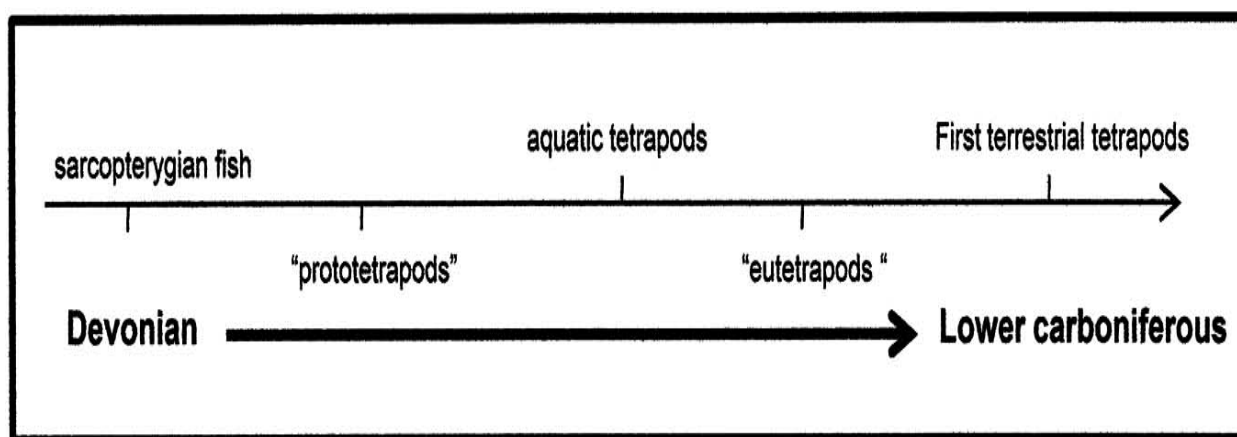 aquatic tetrapods
First terrestrial tetrapods
sarcopterygian fish
“prototetrapods”
“eutetrapods “
Devonian
Lower carboniferous